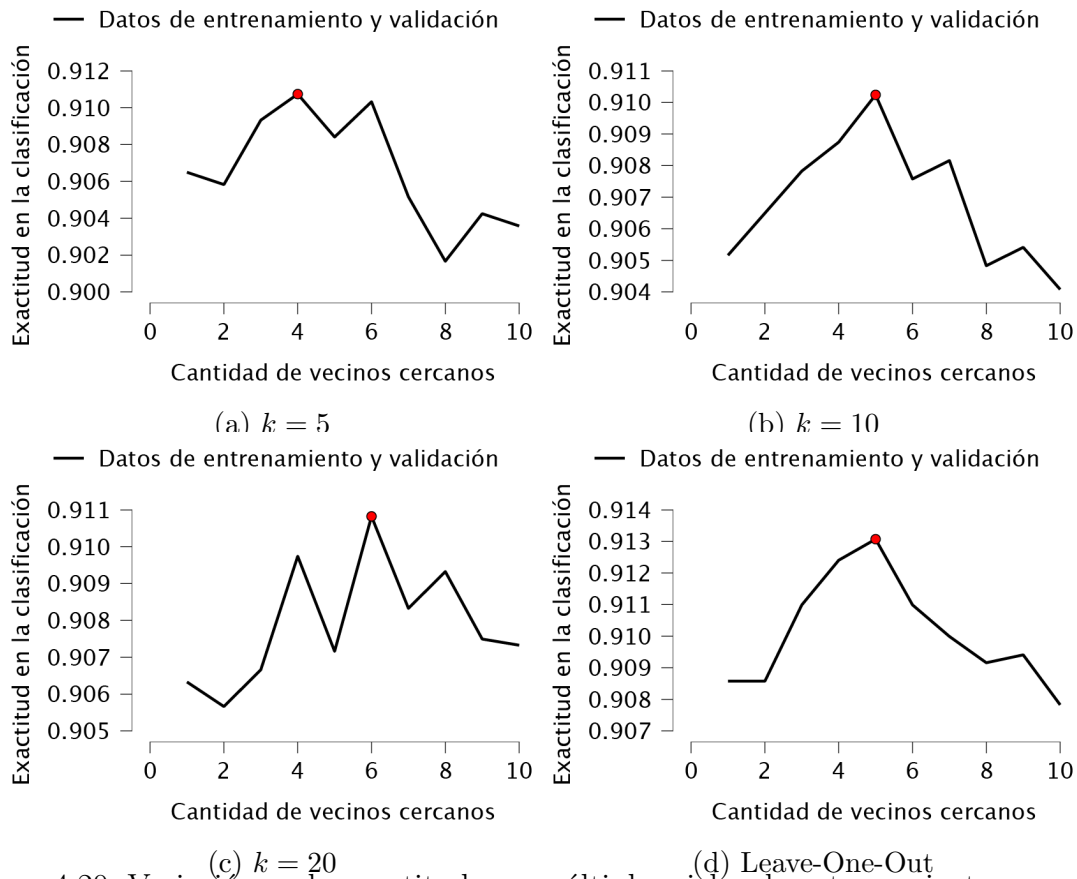 Datos de entrenamiento y validación
Exactitud en la clasificación
0.912
0.910
0.908
0.906
0.904
0.902
0.900
0 2 4 6 8 10
Cantidad de vecinos cercanos
(a) k = 5
Datos de entrenamiento y validación
Exactitud en la clasificación
0.911
0.910
0.909
0.908
0.907
0.906
0.905
0.904
0 2 4 6 8 10
Cantidad de vecinos cercanos
(b) k = 10
Datos de entrenamiento y validación
Exactitud en la clasificación
0.911
0.910
0.909
0.908
0.907
0.906
0.905
0 2 4 6 8 10
Cantidad de vecinos cercanos
(c) k = 20
Datos de entrenamiento y validación
Exactitud en la clasificación
0.914
0.913
0.912
0.911
0.910
0.909
0.908
0.907
0 2 4 6 8 10
Cantidad de vecinos cercanos
(d) Leave-One-Out